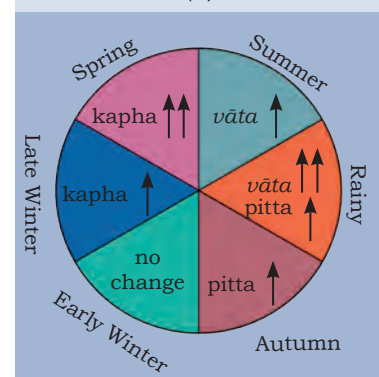 Spring
Summer
kapha
vāta
Late Winter
kapha
vāta
pitta
Rainy
no
change
pitta
Early Winter
Autumn